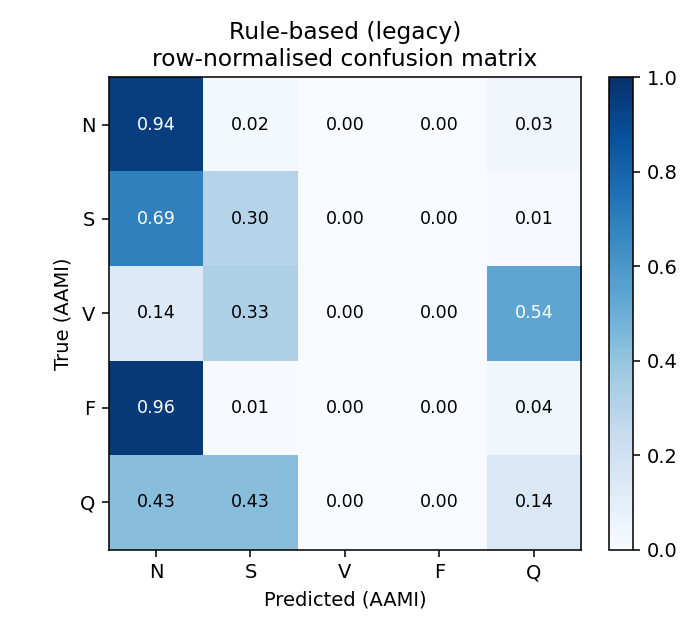 Rule-based (legacy)
row-normalised confusion matrix
1.0
N 0.94 0.02 0.00 0.00 0.03
0.8
S 0.69 0.30 0.00 0.00 0.01
0.6
True (AAMI)
V 0.14 0.33 0.00 0.00 0.54
0.4
F 0.96 0.01 0.00 0.00 0.04
0.2
Q 0.43 0.43 0.00 0.00 0.14
0.0
N S V F Q
Predicted (AAMI)